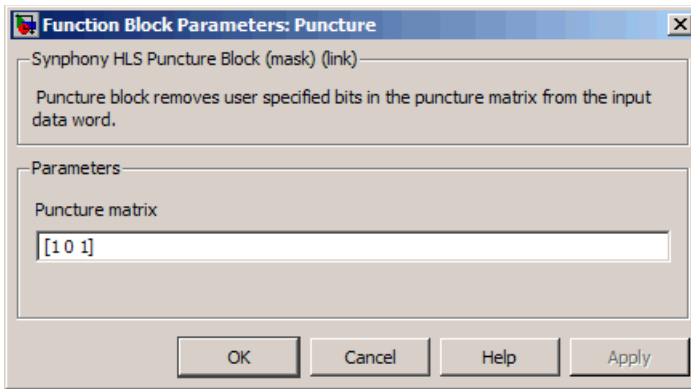 Function Block Parameters: Puncture
Synphony HLS Puncture Block (mask) (link)
Puncture block removes user specified bits in the puncture matrix from the input
data word.
Parameters
Puncture matrix
[1 0 1]
OK Cancel Help Apply